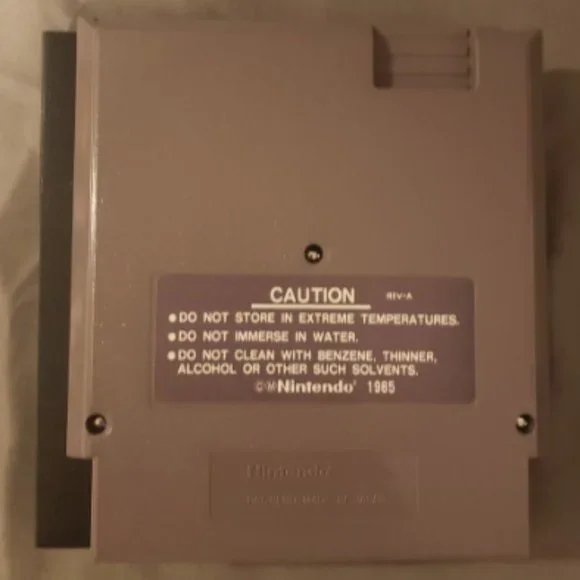 CAUTION REV-A
●DO NOT STORE IN EXTREME TEMPERATURES.
●DO NOT IMMERSE IN WATER.
●DO NOT CLEAN WITH BENZENE, THINNER,
ALCOHOL OR OTHER SUCH SOLVENTS.
©ⓂNintendo® 1985
Nintendo